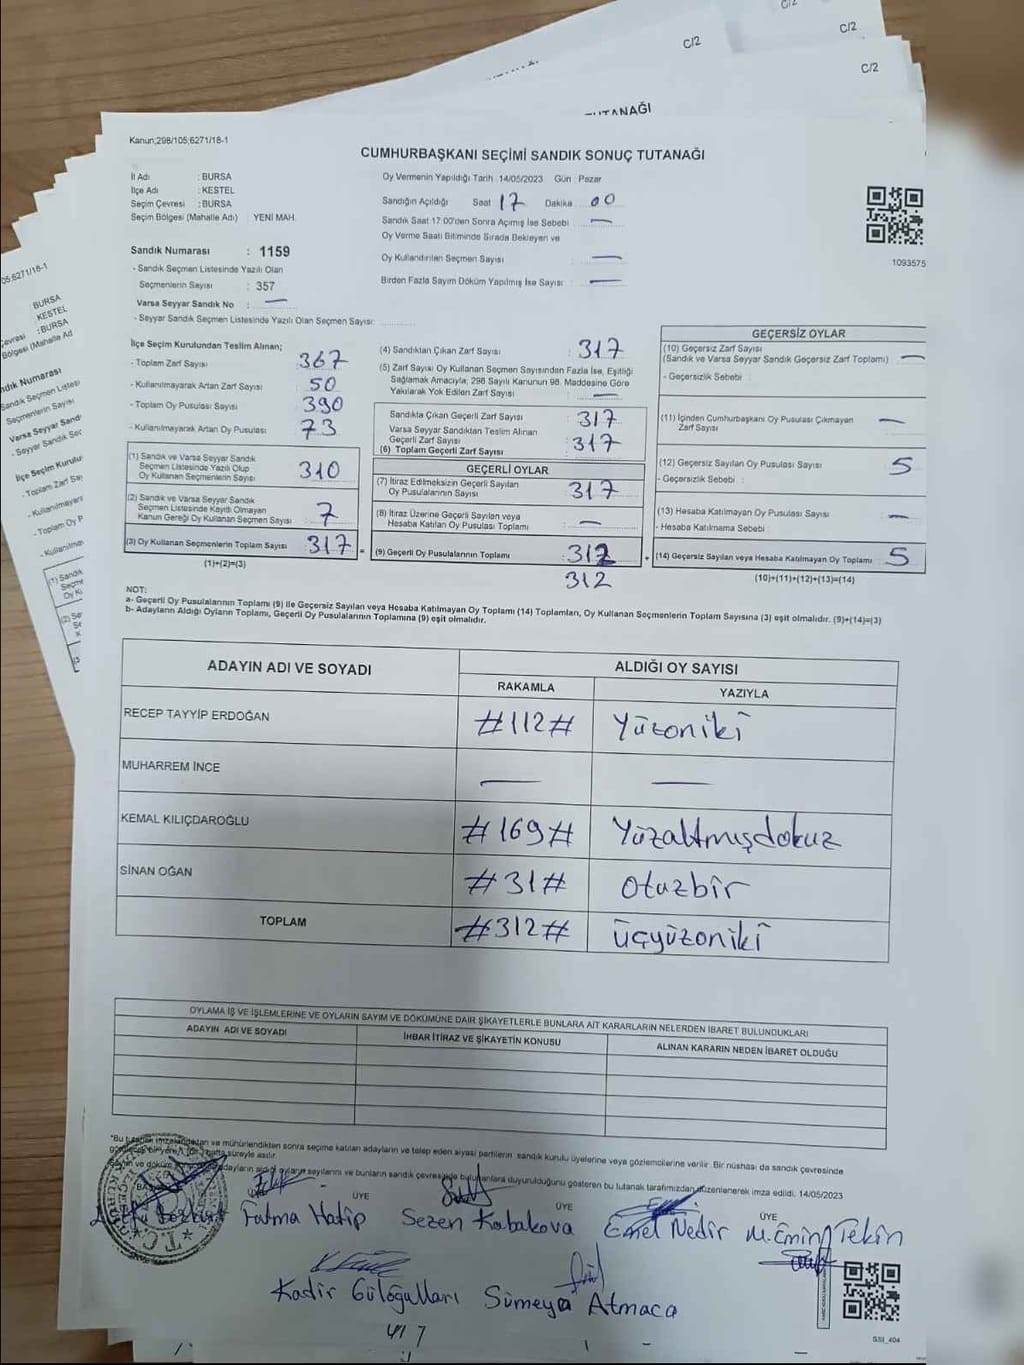 C/2
C/2
C/2
TUTANAĞI
Kanun;298/105;6271/18-1
CUMHURBAŞKANI SEÇİMİ SANDIK SONUÇ TUTANAĞI
İl Adı : BURSA
İlçe Adı : KESTEL
Seçim Çevresi : BURSA
Seçim Bölgesi (Mahalle Adı) : YENİ MAH.
Oy Vermenin Yapıldığı Tarih : 14/05/2023 Gün : Pazar
Sandığın Açıldığı Saat 17 Dakika 00
Sandık Saat 17:00'den Sonra Açımış İse Sebebi —
Oy Verme Saati Bitiminde Sırada Bekleyen ve
Oy Kullandırılan Seçmen Sayısı —
Birden Fazla Sayım Döküm Yapılmış İse Sayısı —
1093575
Sandık Numarası : 1159
- Sandık Seçmen Listesinde Yazılı Olan
Seçmenlerin Sayısı : 357
Varsa Seyyar Sandık No : —
- Seyyar Sandık Seçmen Listesinde Yazılı Olan Seçmen Sayısı:
İlçe Seçim Kurulundan Teslim Alınan;
- Toplam Zarf Sayısı 367
- Kullanılmayarak Artan Zarf Sayısı 50
- Toplam Oy Pusulası Sayısı 390
- Kullanılmayarak Artan Oy Pusulası 73
(1) Sandık ve Varsa Seyyar Sandık
Seçmen Listesinde Yazılı Olup
Oy Kullanan Seçmenlerin Sayısı 310
(2) Sandık ve Varsa Seyyar Sandık
Seçmen Listesinde Kayıtlı Olmayan
Kanun Gereği Oy Kullanan Seçmen Sayısı 7
(3) Oy Kullanan Seçmenlerin Toplam Sayısı 317
(1)+(2)=(3)
(4) Sandıktan Çıkan Zarf Sayısı 317
(5) Zarf Sayısı Oy Kullanan Seçmen Sayısından Fazla İse, Eşitliği
Sağlamak Amacıyla; 298 Sayılı Kanunun 98. Maddesine Göre
Yakılarak Yok Edilen Zarf Sayısı —
Sandıkta Çıkan Geçerli Zarf Sayısı 317
Varsa Seyyar Sandıktan Teslim Alınan
Geçerli Zarf Sayısı
(6) Toplam Geçerli Zarf Sayısı 317
GEÇERLİ OYLAR
(7) İtiraz Edilmeksizin Geçerli Sayılan
Oy Pusulalarının Sayısı 317
(8) İtiraz Üzerine Geçerli Sayılan veya
Hesaba Katılan Oy Pusulası Toplamı —
(9) Geçerli Oy Pusulalarının Toplamı 312
312
GEÇERSİZ OYLAR
(10) Geçersiz Zarf Sayısı
(Sandık ve Varsa Seyyar Sandık Geçersiz Zarf Toplamı) —
- Geçersizlik Sebebi :
(11) İçinden Cumhurbaşkanı Oy Pusulası Çıkmayan
Zarf Sayısı —
(12) Geçersiz Sayılan Oy Pusulası Sayısı 5
- Geçersizlik Sebebi :
(13) Hesaba Katılmayan Oy Pusulası Sayısı —
- Hesaba Katılmama Sebebi
(14) Geçersiz Sayılan veya Hesaba Katılmayan Oy Toplamı 5
(10)+(11)+(12)+(13)=(14)
NOT:
a- Geçerli Oy Pusulalarının Toplamı (9) ile Geçersiz Sayılan veya Hesaba Katılmayan Oy Toplamı (14) Toplamları, Oy Kullanan Seçmenlerin Toplam Sayısına (3) eşit olmalıdır. (9)+(14)=(3)
b- Adayların Aldığı Oyların Toplamı, Geçerli Oy Pusulalarının Toplamına (9) eşit olmalıdır.
ADAYIN ADI VE SOYADI ALDIĞI OY SAYISI
RAKAMLA YAZIYLA
RECEP TAYYİP ERDOĞAN #112# Yüzoniki
MUHARREM İNCE — —
KEMAL KILIÇDAROĞLU #169# Yüzaltmışdokuz
SİNAN OĞAN #31# Otuzbir
TOPLAM #312# üçyüzoniki
OYLAMA İŞ VE İŞLEMLERİNE VE OYLARIN SAYIM VE DÖKÜMÜNE DAİR ŞİKAYETLERLE BUNLARA AİT KARARLARIN NELERDEN İBARET BULUNDUKLARI
ADAYIN ADI VE SOYADI İHBAR İTİRAZ VE ŞİKAYETİN KONUSU ALINAN KARARIN NEDEN İBARET OLDUĞU
ve mühürlendikten sonra seçime katılan adayların ve talep eden siyasi partilerin sandık kurulu üyelerine veya gözlemcilerine verilir. Bir nüshası da sandık çevresinde
süreyle asılır.
adayların aldığı oyların sayılarını ve bunların sandık çevresinde bulunanlara duyurulduğunu gösteren bu tutanak tarafımızdan düzenlenerek imza edildi. 14/05/2023
ÜYE ÜYE ÜYE
Fatma Hatip Sezen Kabakova Emel Nedir M. Emin Tekin
Kadir Güloğulları Sümeya Atmaca
SSİ_404